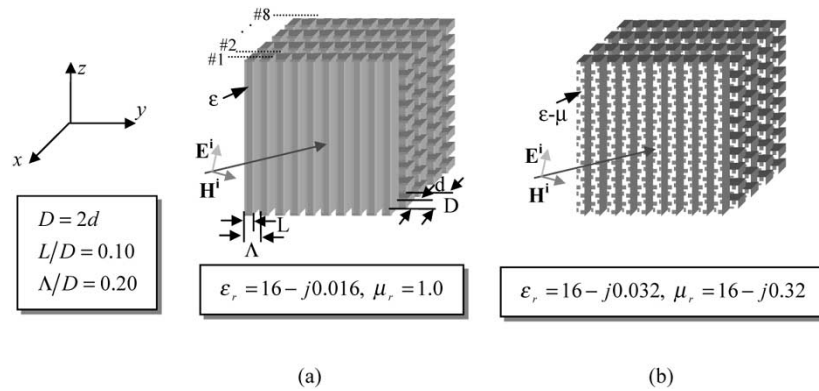 #8
#2
#1
z
y
x
ε
E^i
H^i
d
D
L
Λ
D = 2d
L/D = 0.10
Λ/D = 0.20
ε_r = 16 − j0.016, μ_r = 1.0
(a)
ε-μ
E^i
H^i
ε_r = 16 − j0.032, μ_r = 16 − j0.32
(b)